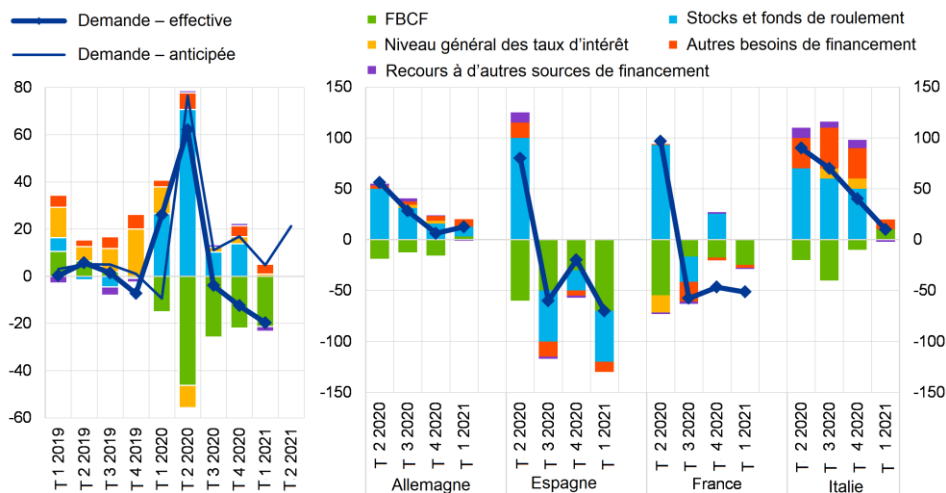 Demande – effective
Demande – anticipée
FBCF
Stocks et fonds de roulement
Niveau général des taux d'intérêt
Autres besoins de financement
Recours à d'autres sources de financement
80
60
40
20
0
-20
-40
-60
T 1 2019
T 2 2019
T 3 2019
T 4 2019
T 1 2020
T 2 2020
T 3 2020
T 4 2020
T 1 2021
T 2 2021
150
100
50
0
-50
-100
-150
150
100
50
0
-50
-100
-150
T 2 2020
T 3 2020
T 4 2020
T 1 2021
T 2 2020
T 3 2020
T 4 2020
T 1 2021
T 2 2020
T 3 2020
T 4 2020
T 1 2021
T 2 2020
T 3 2020
T 4 2020
T 1 2021
Allemagne
Espagne
France
Italie